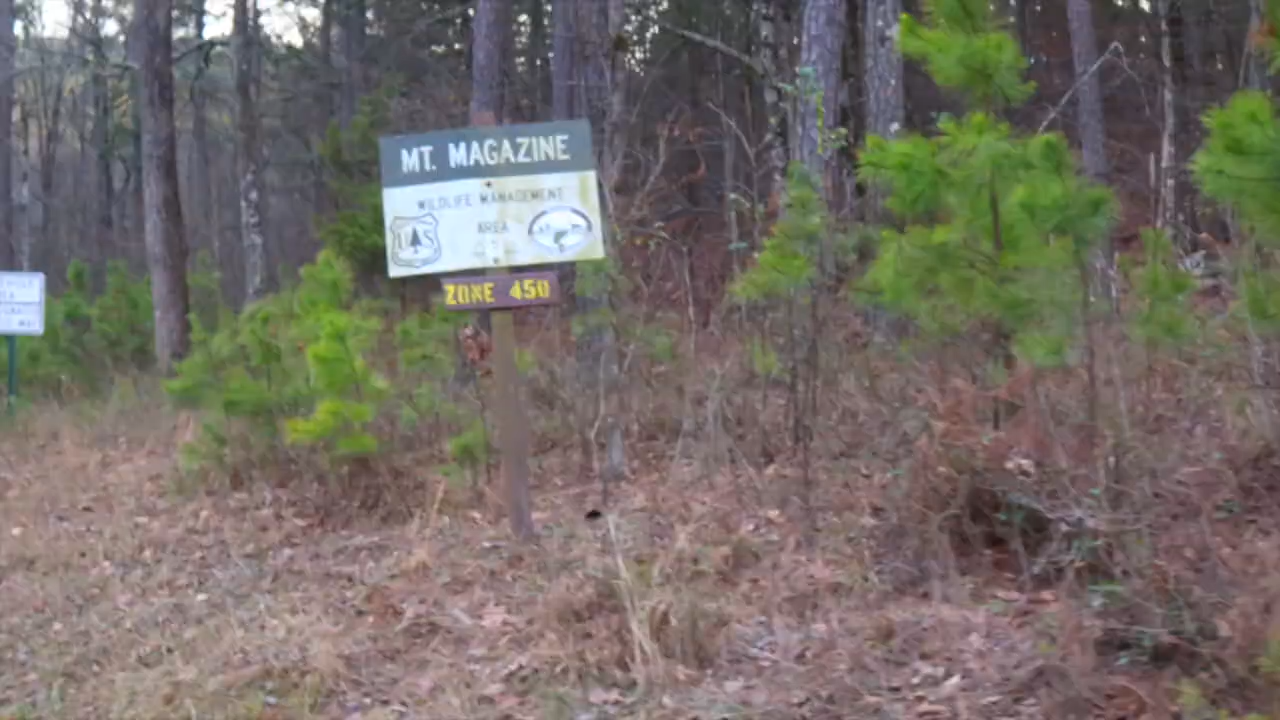 MT. MAGAZINE
WILDLIFE MANAGEMENT
AREA
U S
ZONE 450